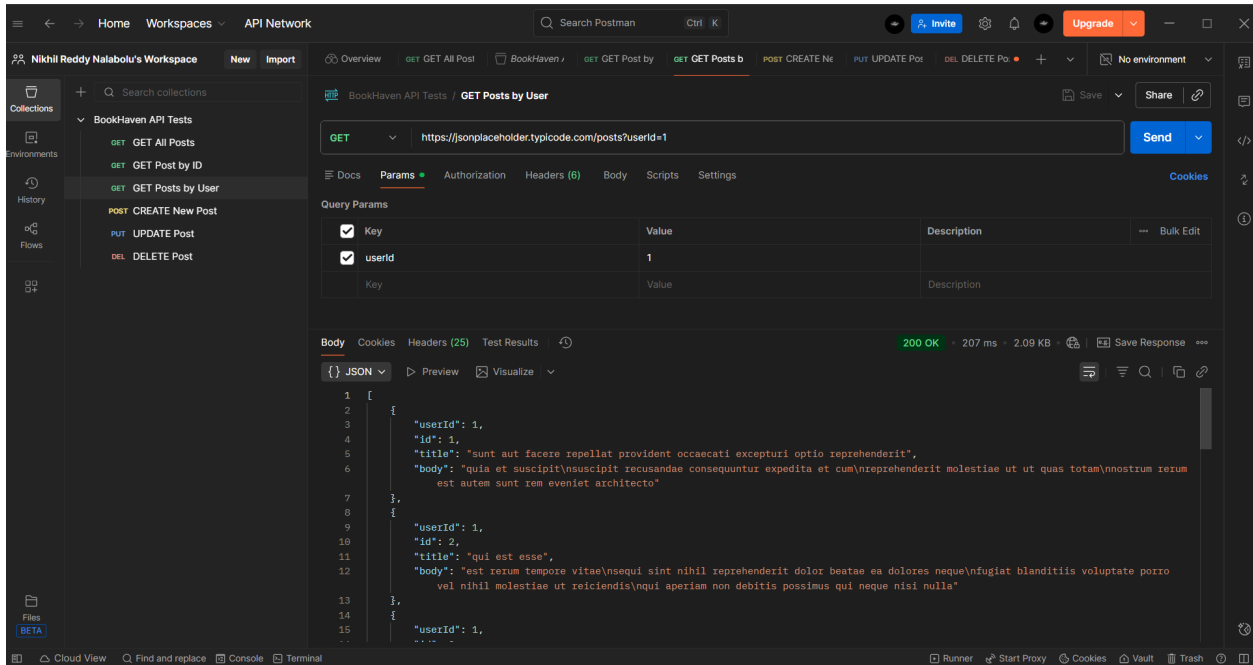 Home Workspaces API Network Search Postman Ctrl K Invite Upgrade
Nikhil Reddy Nalabolu's Workspace New Import Overview GET GET All Post BookHaven GET GET Post by GET GET Posts b POST CREATE Ne PUT UPDATE Pos DEL DELETE Po: No environment
Collections
Environments
History
Flows
Files
BETA
Search collections
BookHaven API Tests
GET GET All Posts
GET GET Post by ID
GET GET Posts by User
POST CREATE New Post
PUT UPDATE Post
DEL DELETE Post
HTTP BookHaven API Tests / GET Posts by User Save Share
GET https://jsonplaceholder.typicode.com/posts?userId=1 Send
Docs Params Authorization Headers (6) Body Scripts Settings Cookies
Query Params
Key Value Description Bulk Edit
userId 1
Key Value Description
Body Cookies Headers (25) Test Results 200 OK 207 ms 2.09 KB e.g. Save Response
{} JSON Preview Visualize
1 [
2 {
3 "userId": 1,
4 "id": 1,
5 "title": "sunt aut facere repellat provident occaecati excepturi optio reprehenderit",
6 "body": "quia et suscipit\nsuscipit recusandae consequuntur expedita et cum\nreprehenderit molestiae ut ut quas totam\nnostrum rerum
est autem sunt rem eveniet architecto"
7 },
8 {
9 "userId": 1,
10 "id": 2,
11 "title": "qui est esse",
12 "body": "est rerum tempore vitae\nsequi sint nihil reprehenderit dolor beatae ea dolores neque\nfugiat blanditiis voluptate porro
vel nihil molestiae ut reiciendis\nqui aperiam non debitis possimus qui neque nisi nulla"
13 },
14 {
15 "userId": 1,
Cloud View Find and replace Console Terminal Runner Start Proxy Cookies Vault Trash